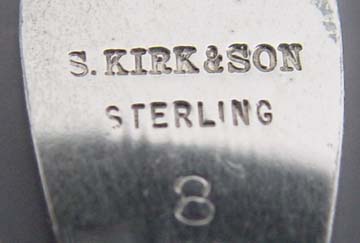 S. KIRK & SON
STERLING
8